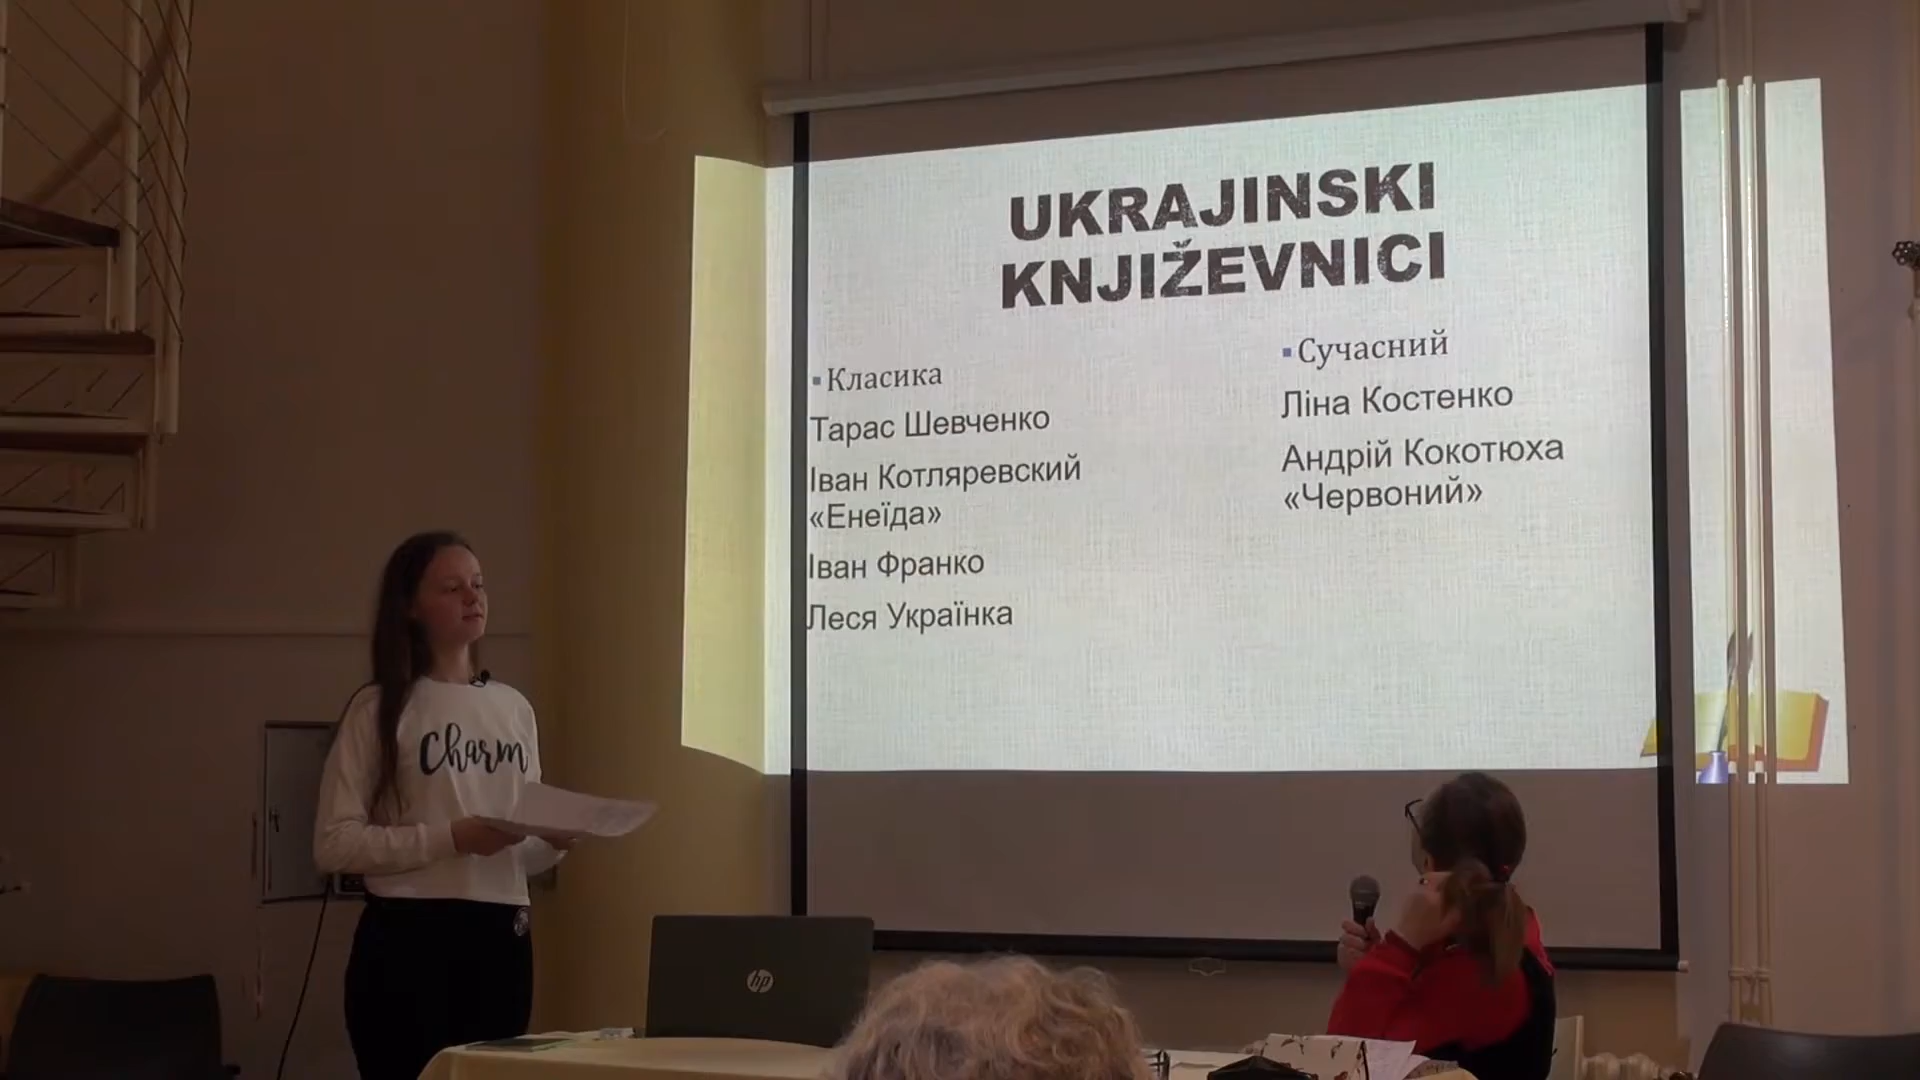 UKRAJINSKI
KNJIŽEVNICI
▪Класика
Тарас Шевченко
Іван Котляревский
«Енеїда»
Іван Франко
Леся Українка
▪Сучасний
Ліна Костенко
Андрій Кокотюха
«Червоний»
Charm
hp